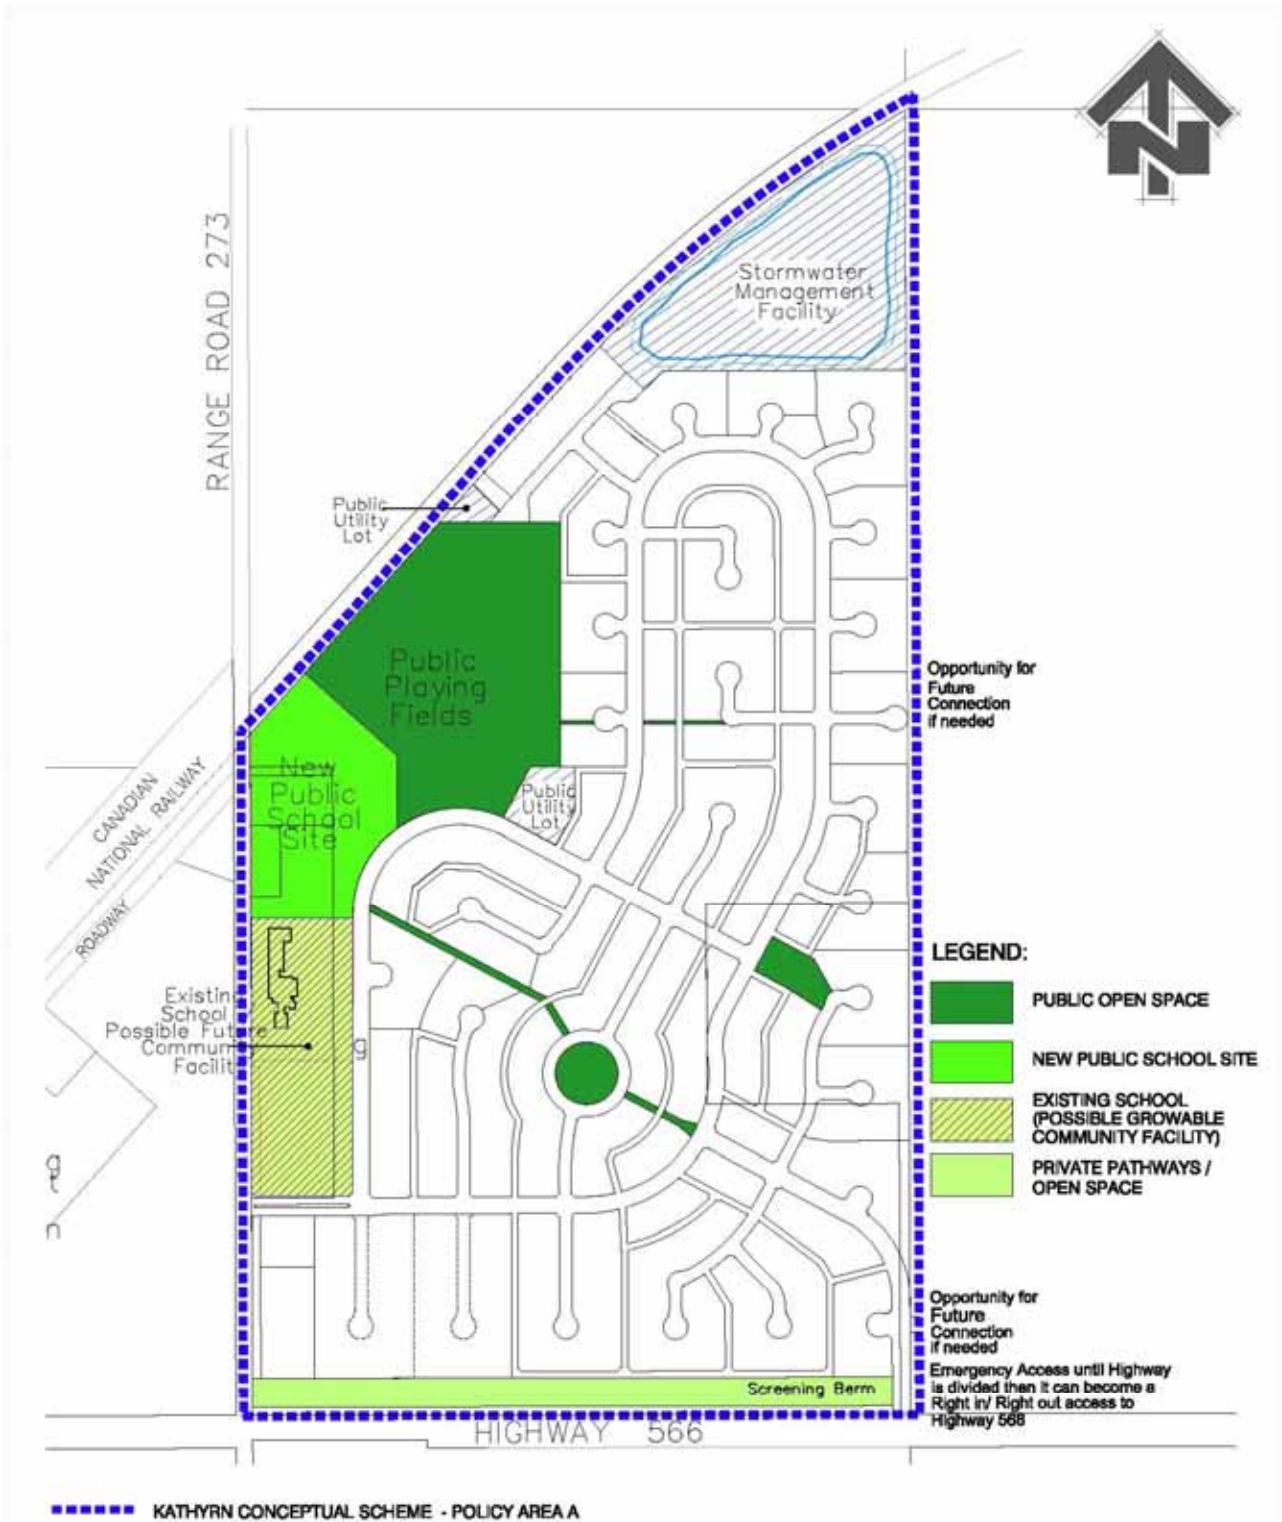 N
RANGE ROAD 273
Stormwater
Management
Facility
Public
Utility
Lot
Public
Playing
Fields
Opportunity for
Future
Connection
if needed
New
Public
School
Site
Public
Utility
Lot
CANADIAN
NATIONAL RAILWAY
ROADWAY
LEGEND:
PUBLIC OPEN SPACE
NEW PUBLIC SCHOOL SITE
EXISTING SCHOOL
(POSSIBLE GROWABLE
COMMUNITY FACILITY)
PRIVATE PATHWAYS /
OPEN SPACE
Existing
School
Possible Future
Commun
Facilit
g
n
Opportunity for
Future
Connection
if needed
Emergency Access until Highway
is divided then it can become a
Right in/ Right out access to
Highway 566
Screening Berm
HIGHWAY 566
KATHYRN CONCEPTUAL SCHEME - POLICY AREA A